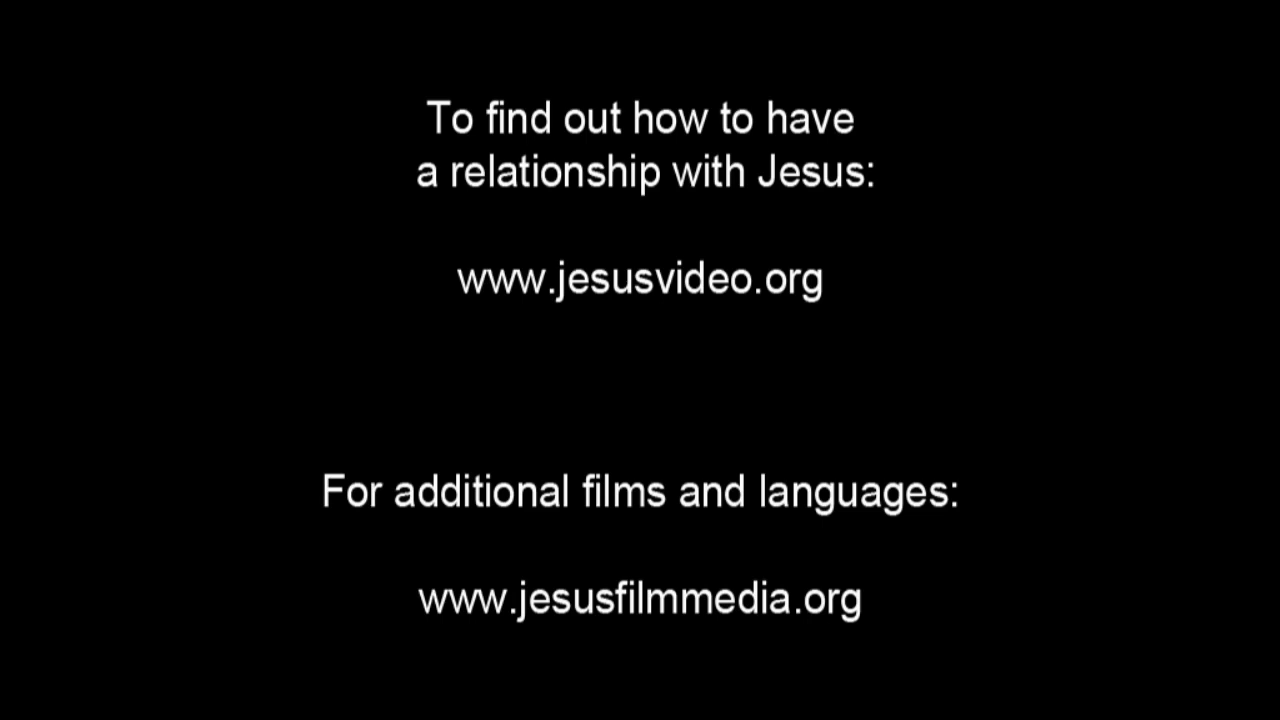 To find out how to have
a relationship with Jesus:
www.jesusvideo.org
For additional films and languages:
www.jesusfilmmedia.org